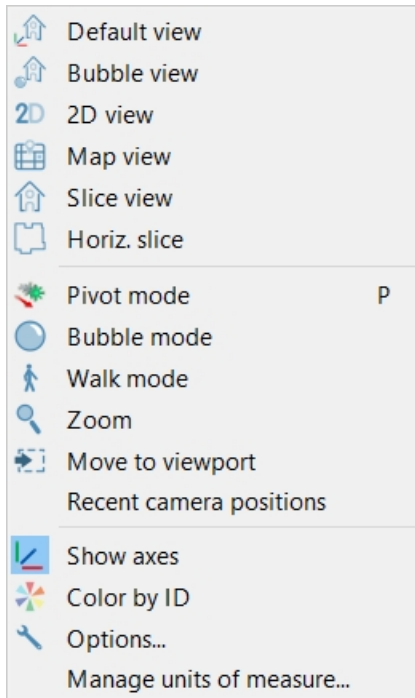 Default view
Bubble view
2D 2D view
Map view
Slice view
Horiz. slice
Pivot mode P
Bubble mode
Walk mode
Zoom
Move to viewport
Recent camera positions
Show axes
Color by ID
Options...
Manage units of measure...